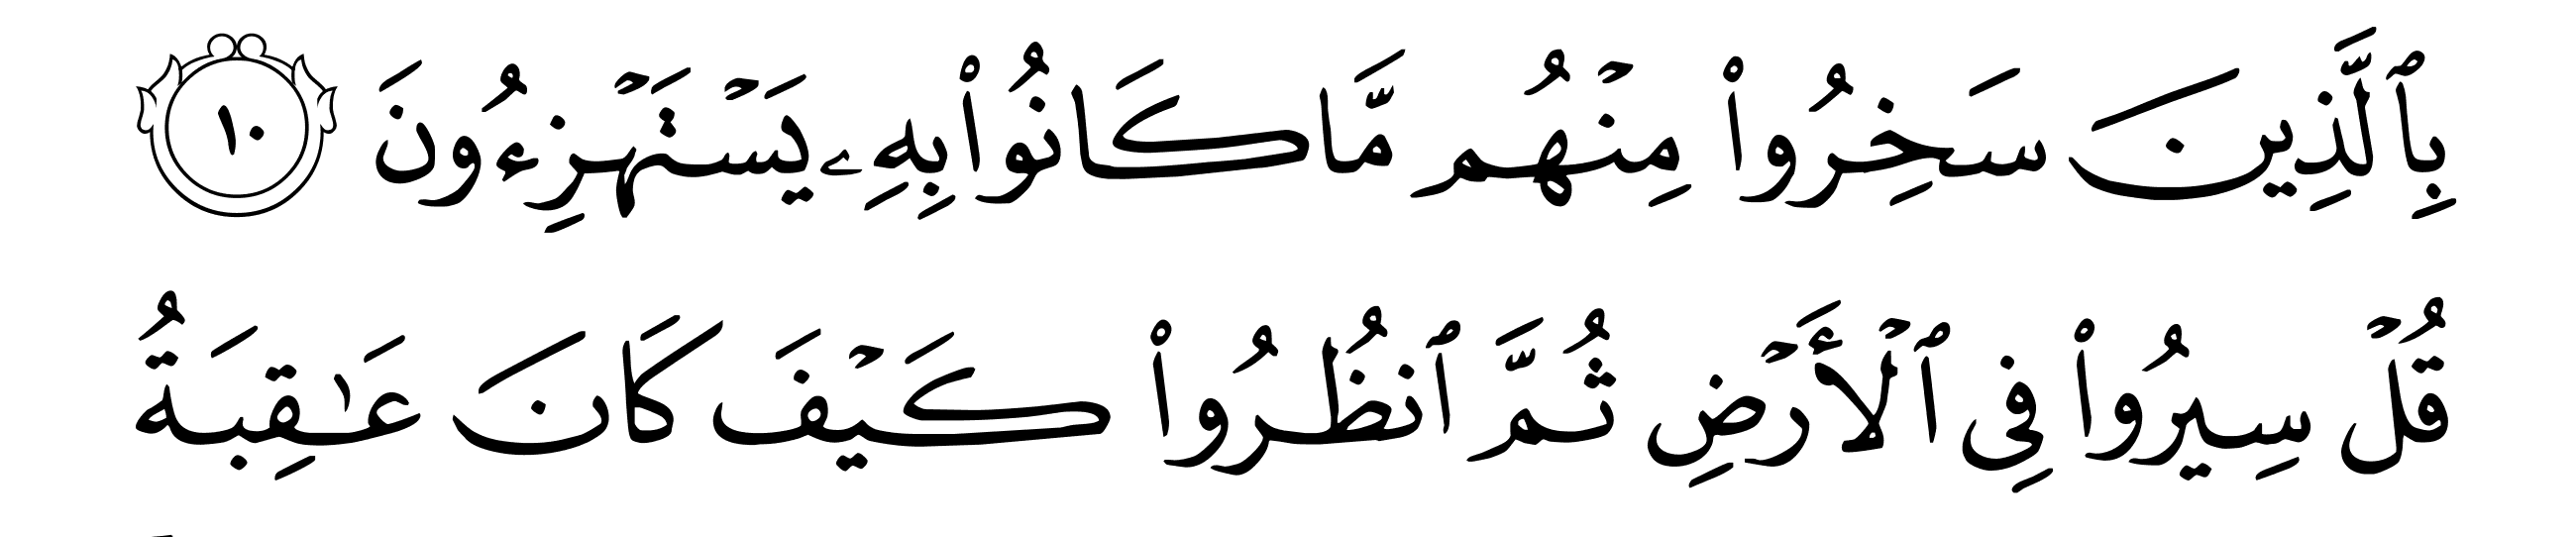 بِٱلَّذِينَ سَخِرُوا۟ مِنْهُم مَّا كَانُوا۟ بِهِۦ يَسْتَهْزِءُونَ ١٠
قُلْ سِيرُوا۟ فِى ٱلْأَرْضِ ثُمَّ ٱنظُرُوا۟ كَيْفَ كَانَ عَـٰقِبَةُ